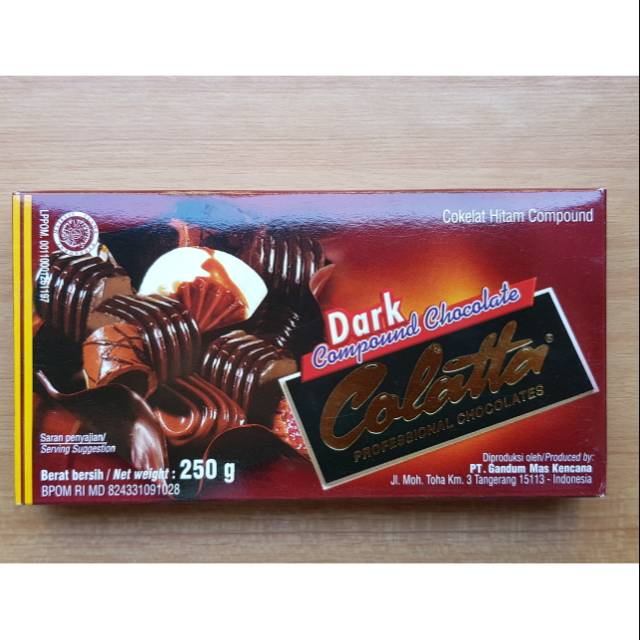 Cokelat Hitam Compound
LPPOM. 00110001261197
Dark
Compound Chocolate
Colatta®
PROFESSIONAL CHOCOLATES
Saran penyajian/
Serving Suggestion
Berat bersih / Net weight : 250 g
BPOM RI MD 824331091028
Diproduksi oleh/Produced by:
PT. Gandum Mas Kencana
Jl. Moh. Toha Km. 3 Tangerang 15113 - Indonesia